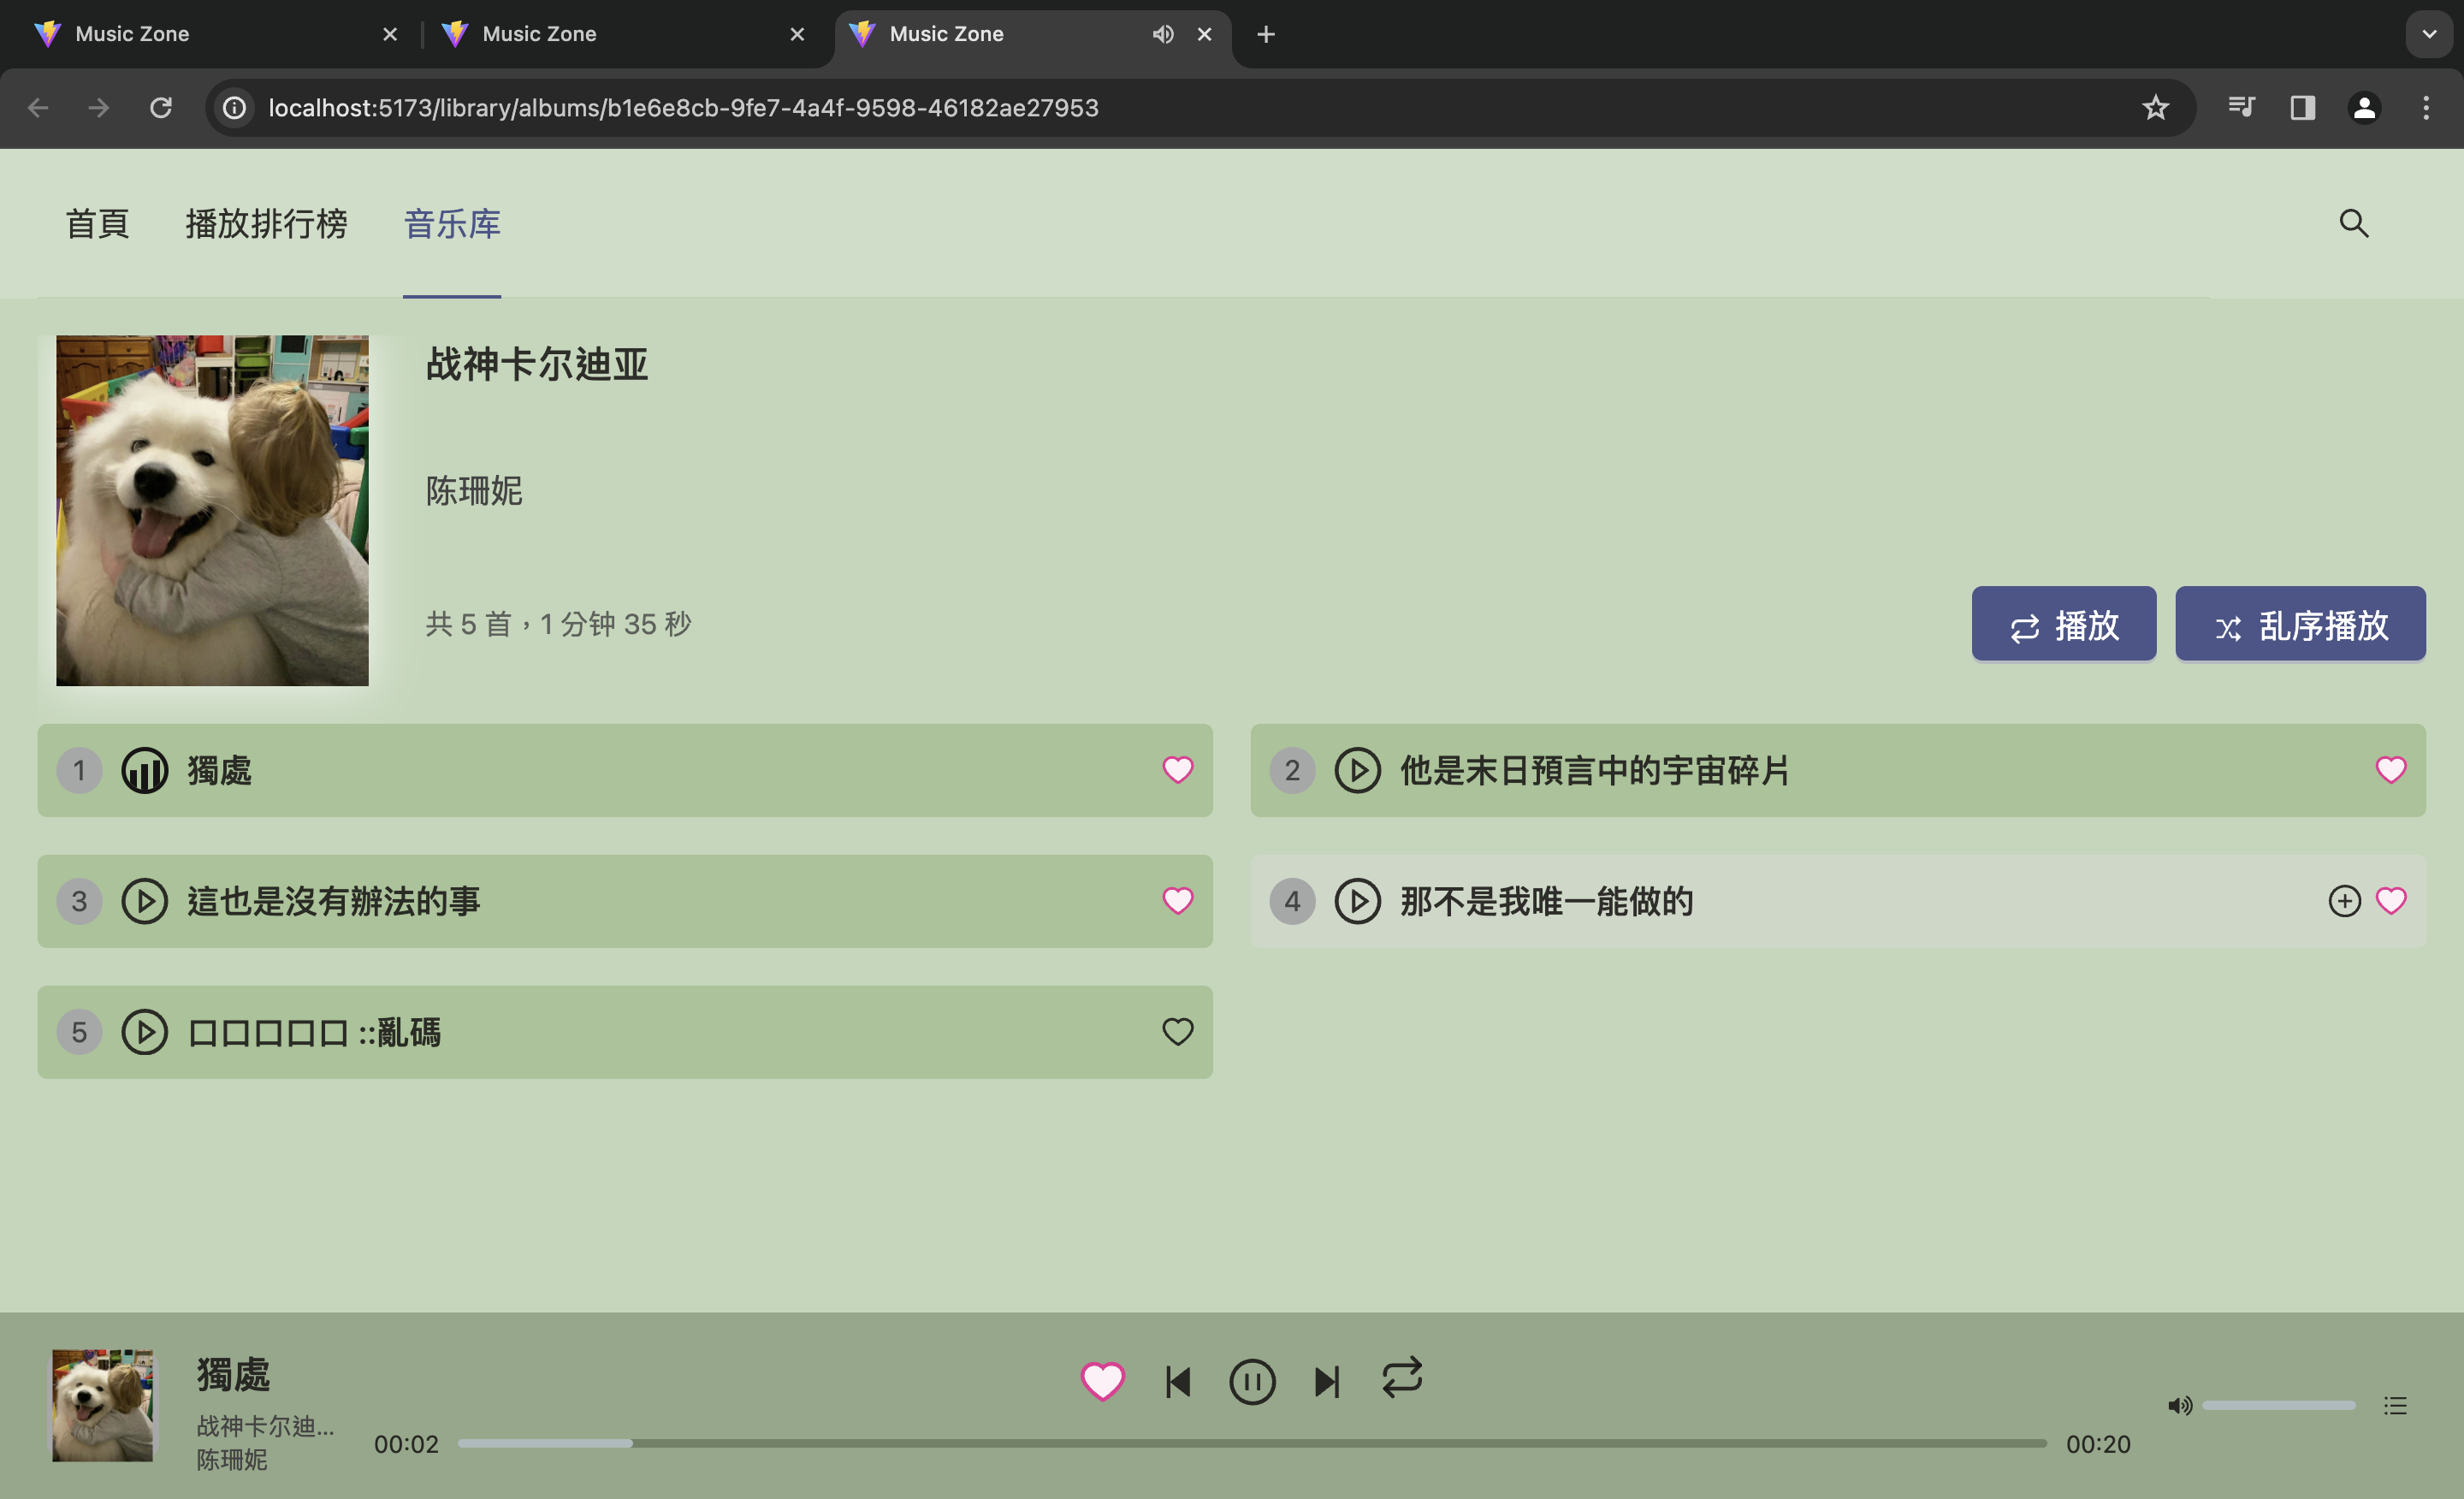 Music Zone
Music Zone
Music Zone
localhost:5173/library/albums/b1e6e8cb-9fe7-4a4f-9598-46182ae27953
首頁 播放排行榜 音乐库
战神卡尔迪亚
陈珊妮
共 5 首，1 分钟 35 秒
播放 乱序播放
1 獨處
2 他是末日預言中的宇宙碎片
3 這也是沒有辦法的事
4 那不是我唯一能做的
5 口口口口口 ::亂碼
獨處
战神卡尔迪...
陈珊妮
00:02
00:20